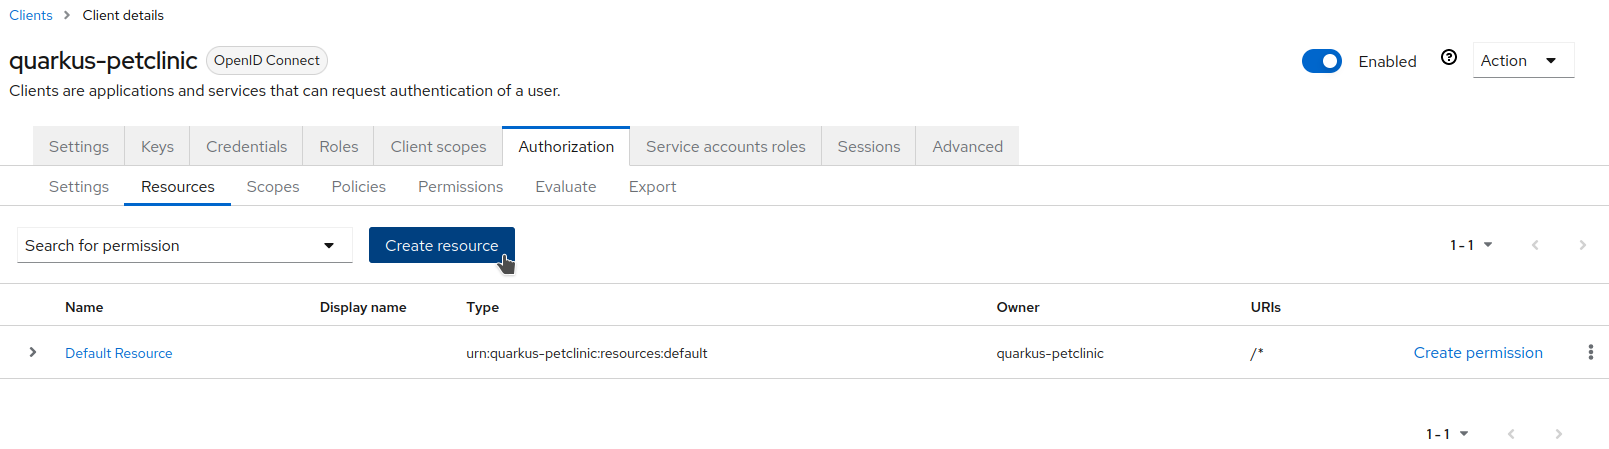 Clients > Client details
quarkus-petclinic OpenID Connect Enabled Action
Clients are applications and services that can request authentication of a user.
Settings Keys Credentials Roles Client scopes Authorization Service accounts roles Sessions Advanced
Settings Resources Scopes Policies Permissions Evaluate Export
Search for permission Create resource 1 - 1
Name Display name Type Owner URIs
Default Resource urn:quarkus-petclinic:resources:default quarkus-petclinic /* Create permission
1 - 1